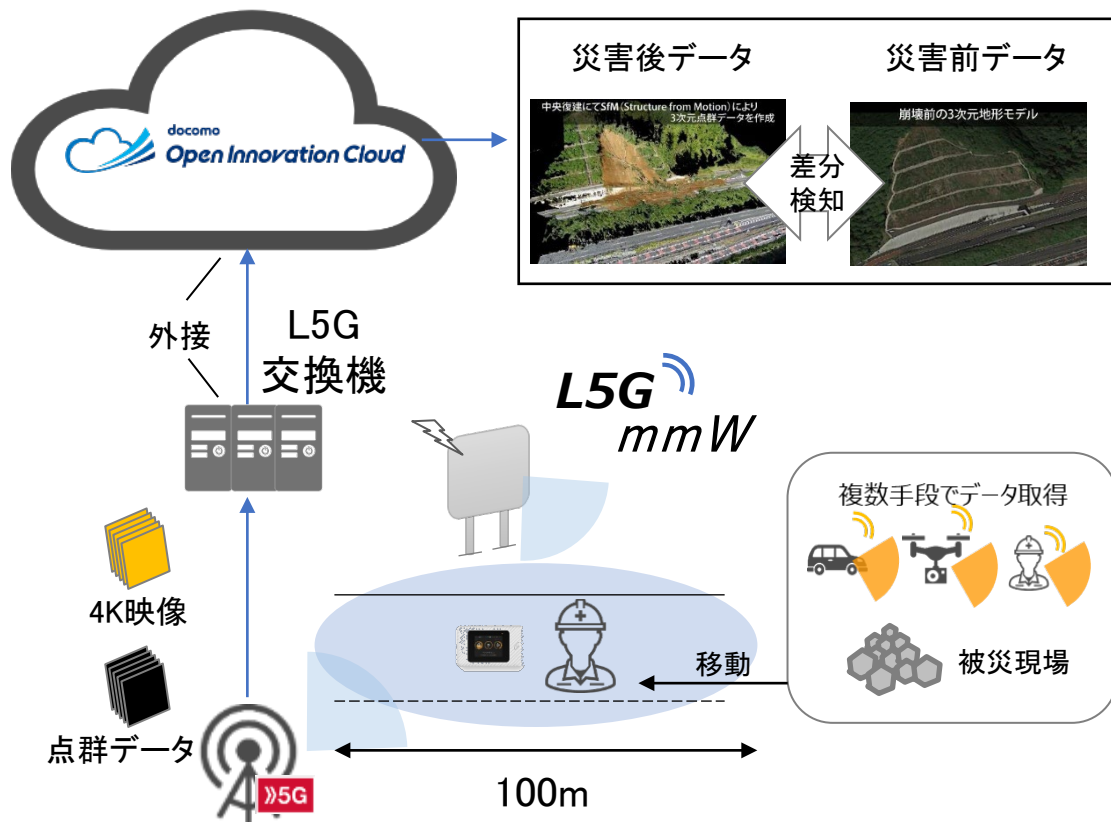 docomo
Open Innovation Cloud
災害後データ
災害前データ
中央復建にてSfM(Structure from Motion)により
3次元点群データを作成
崩壊前の3次元地形モデル
差分
検知
外接
L5G
交換機
L5G
mmW
複数手段でデータ取得
4K映像
被災現場
移動
点群データ
5G
100m